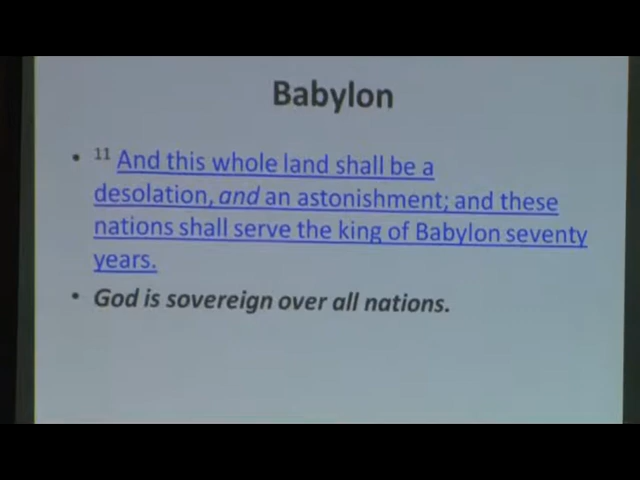 Babylon
• 11 And this whole land shall be a
desolation, and an astonishment; and these
nations shall serve the king of Babylon seventy
years.
• God is sovereign over all nations.